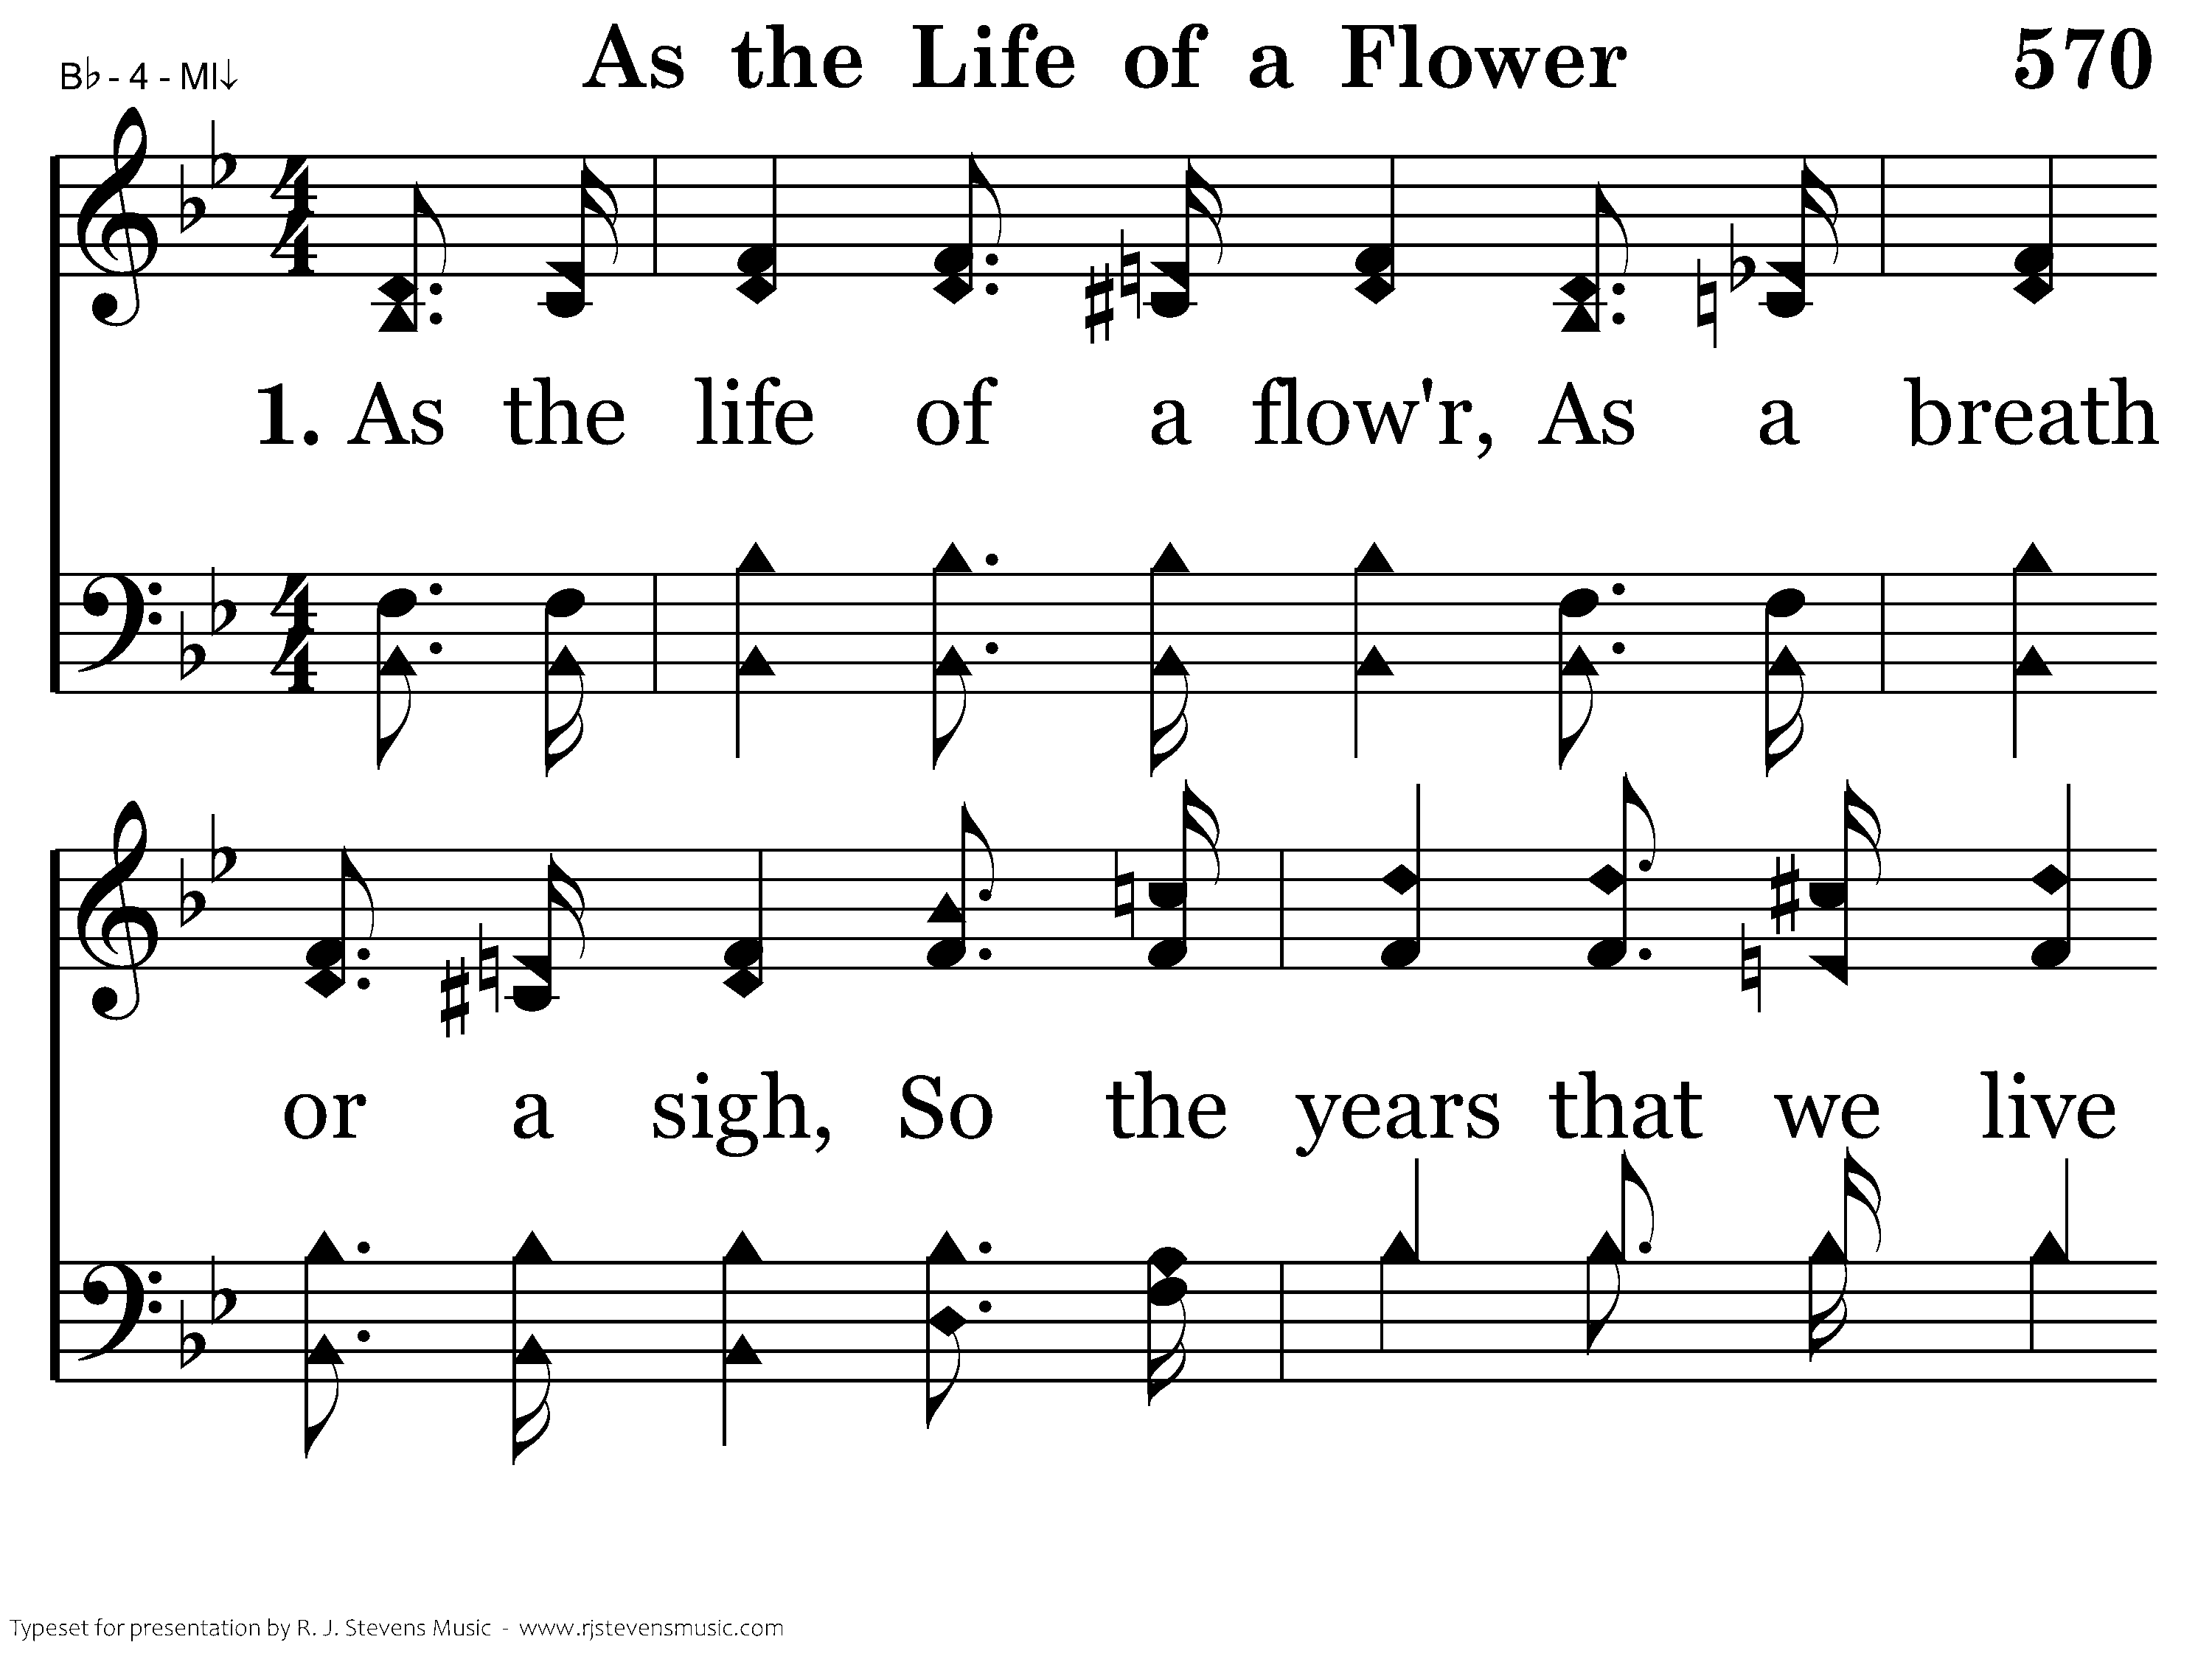 As the Life of a Flower 570
B♭ - 4 - MI↓
1. As the life of a flow'r, As a breath
or a sigh, So the years that we live
Typeset for presentation by R. J. Stevens Music - www.rjstevensmusic.com